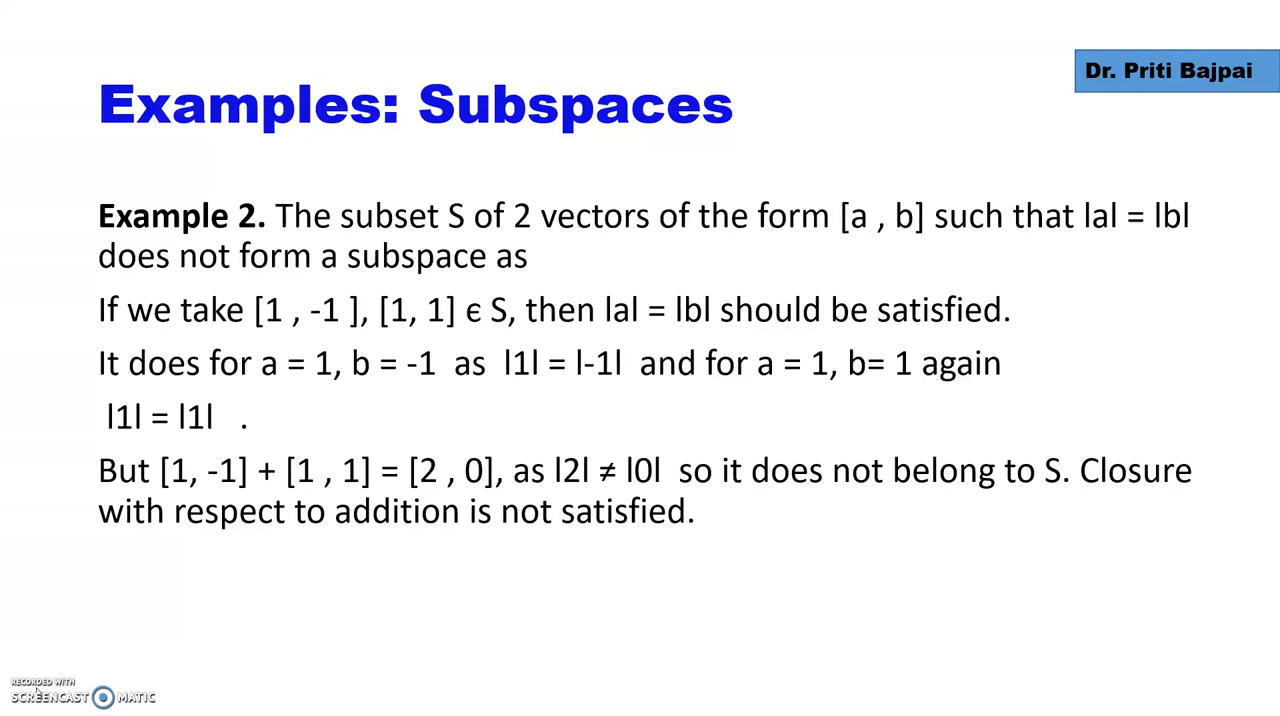 Dr. Priti Bajpai
Examples: Subspaces
Example 2. The subset S of 2 vectors of the form [a , b] such that lal = lbl
does not form a subspace as
If we take [1 , -1 ], [1, 1] є S, then lal = lbl should be satisfied.
It does for a = 1, b = -1 as l1l = l-1l and for a = 1, b= 1 again
l1l = l1l .
But [1, -1] + [1 , 1] = [2 , 0], as l2l ≠ l0l so it does not belong to S. Closure
with respect to addition is not satisfied.
RECORDED WITH
SCREENCAST MATIC